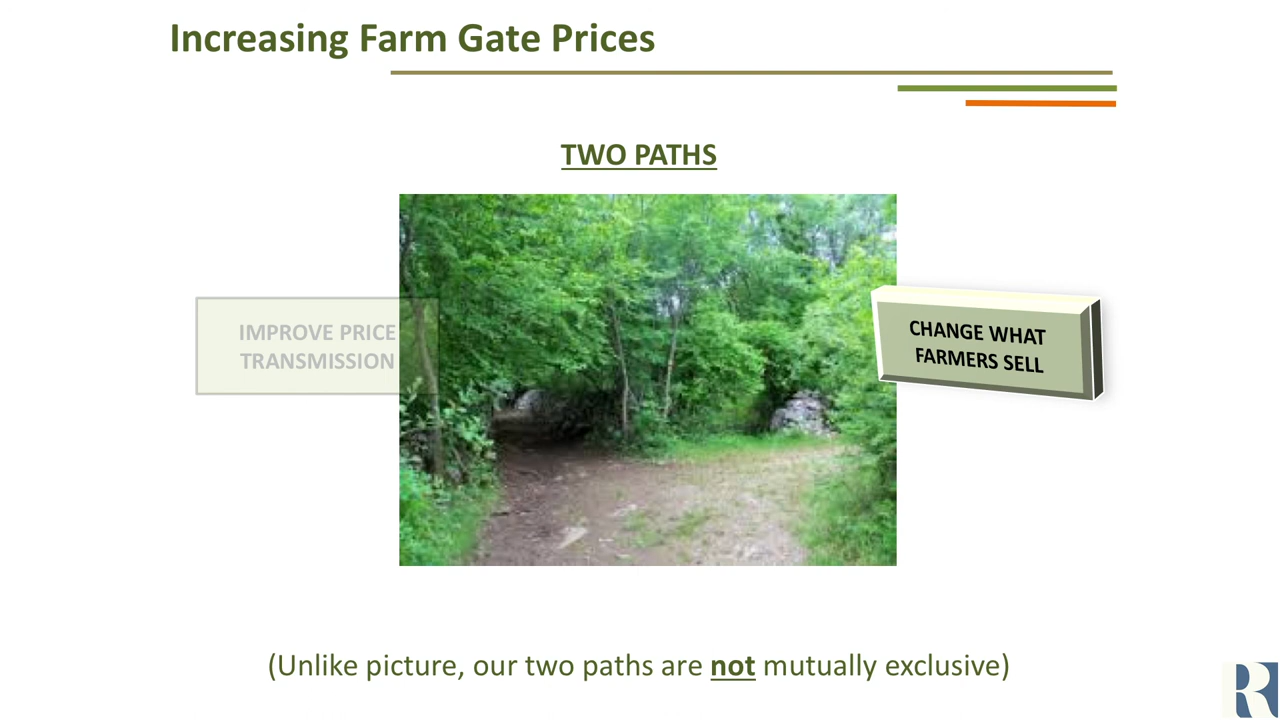 Increasing Farm Gate Prices
TWO PATHS
IMPROVE PRICE
TRANSMISSION
CHANGE WHAT
FARMERS SELL
(Unlike picture, our two paths are not mutually exclusive)
R